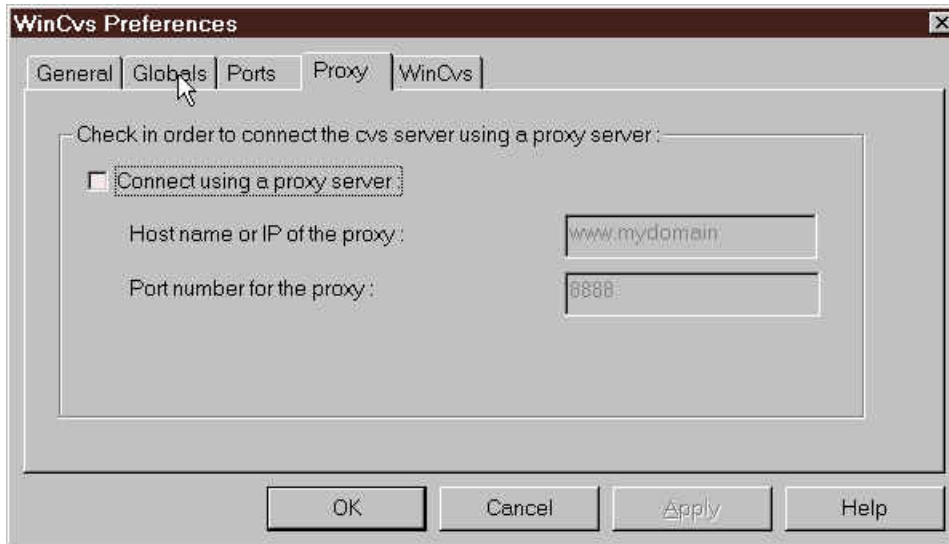 WinCvs Preferences
General Globals Ports Proxy WinCvs
Check in order to connect the cvs server using a proxy server :
Connect using a proxy server :
Host name or IP of the proxy : www.mydomain
Port number for the proxy : 8888
OK Cancel Apply Help